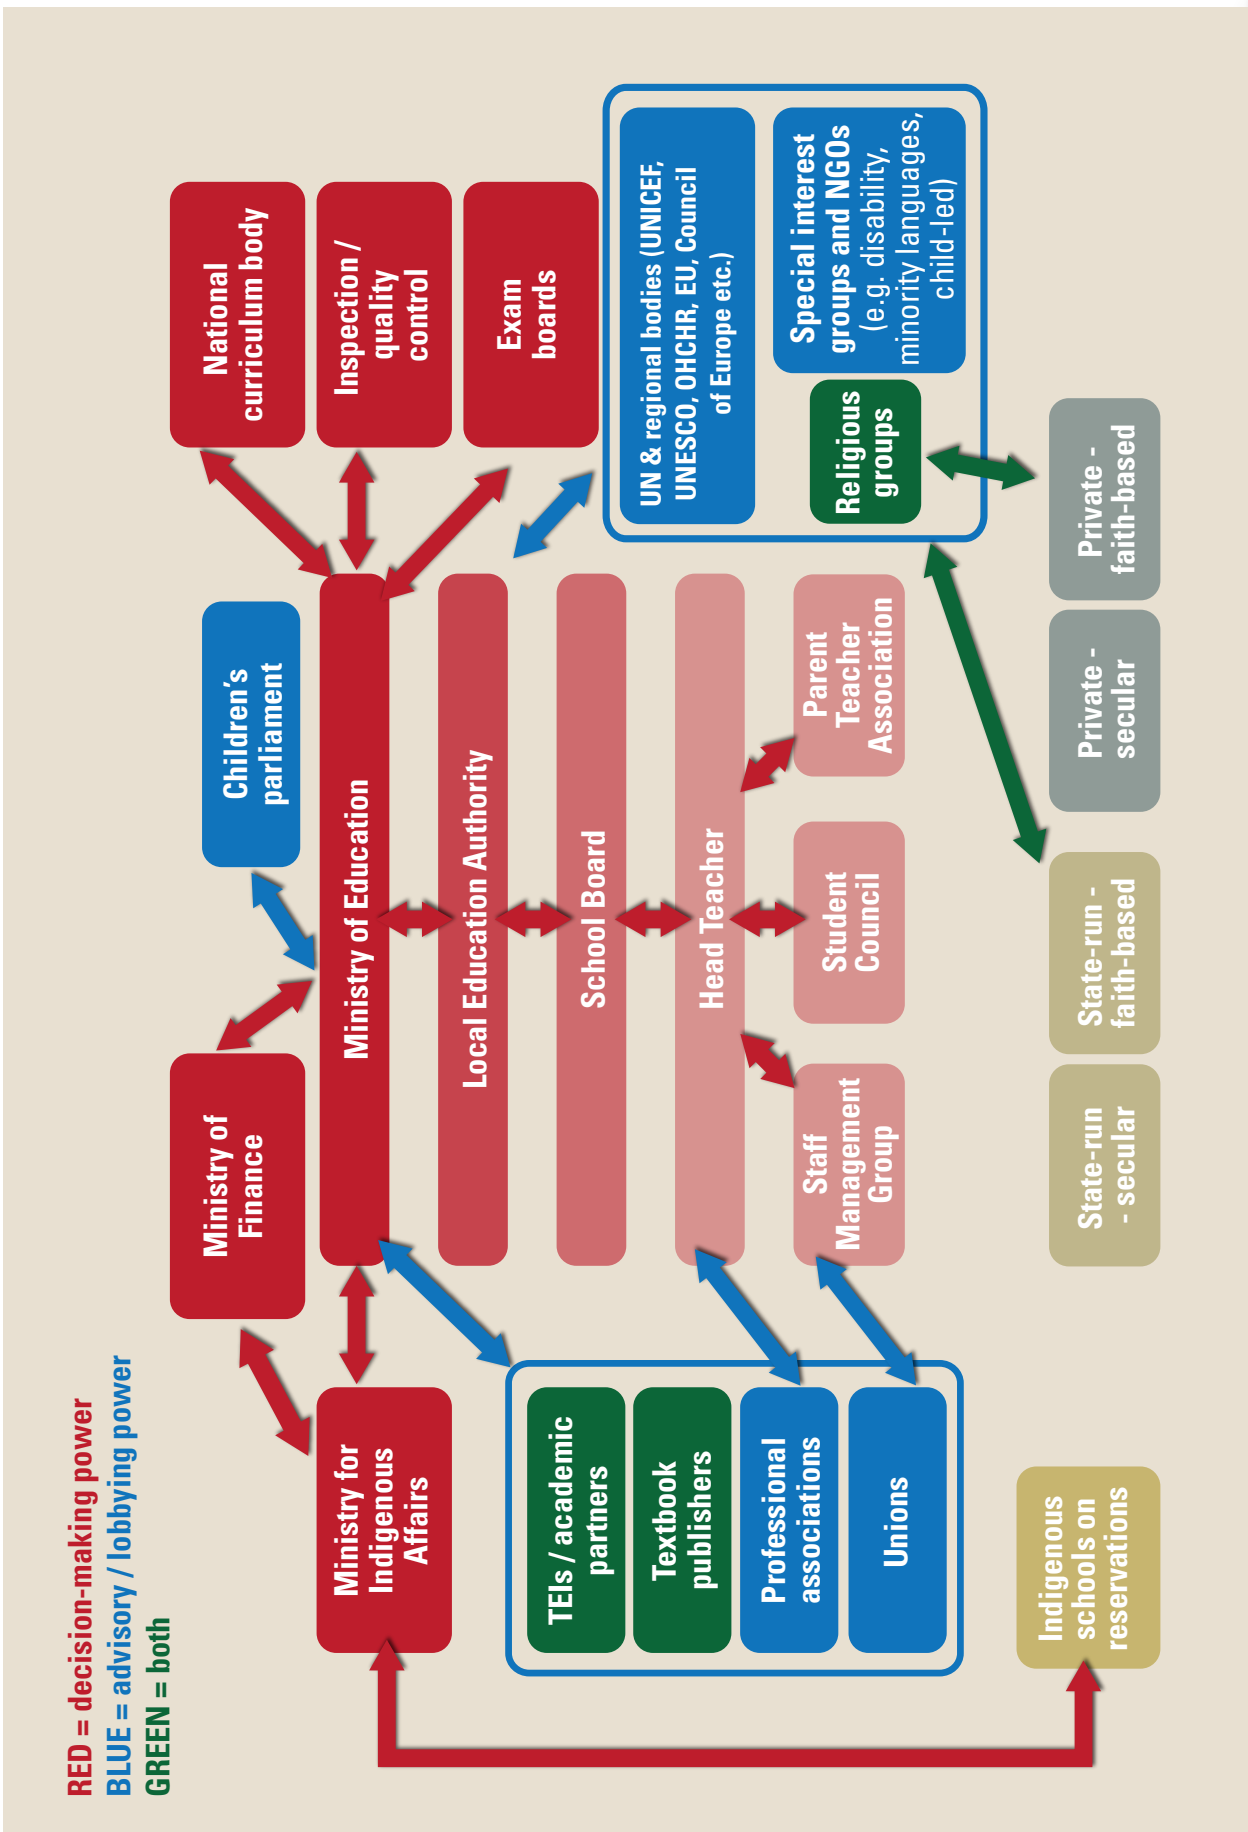 RED = decision-making power
BLUE = advisory / lobbying power
GREEN = both
Ministry of
Finance
Children's
parliament
National
curriculum body
Ministry for
Indigenous
Affairs
Ministry of Education
Inspection /
quality
control
Exam
boards
Local Education Authority
School Board
Head Teacher
TEIs / academic
partners
Textbook
publishers
Professional
associations
Unions
UN & regional bodies (UNICEF,
UNESCO, OHCHR, EU, Council
of Europe etc.)
Special interest
groups and NGOs
(e.g. disability,
minority languages,
child-led)
Religious
groups
Staff
Management
Group
Student
Council
Parent
Teacher
Association
Indigenous
schools on
reservations
State-run
- secular
State-run -
faith-based
Private -
secular
Private -
faith-based